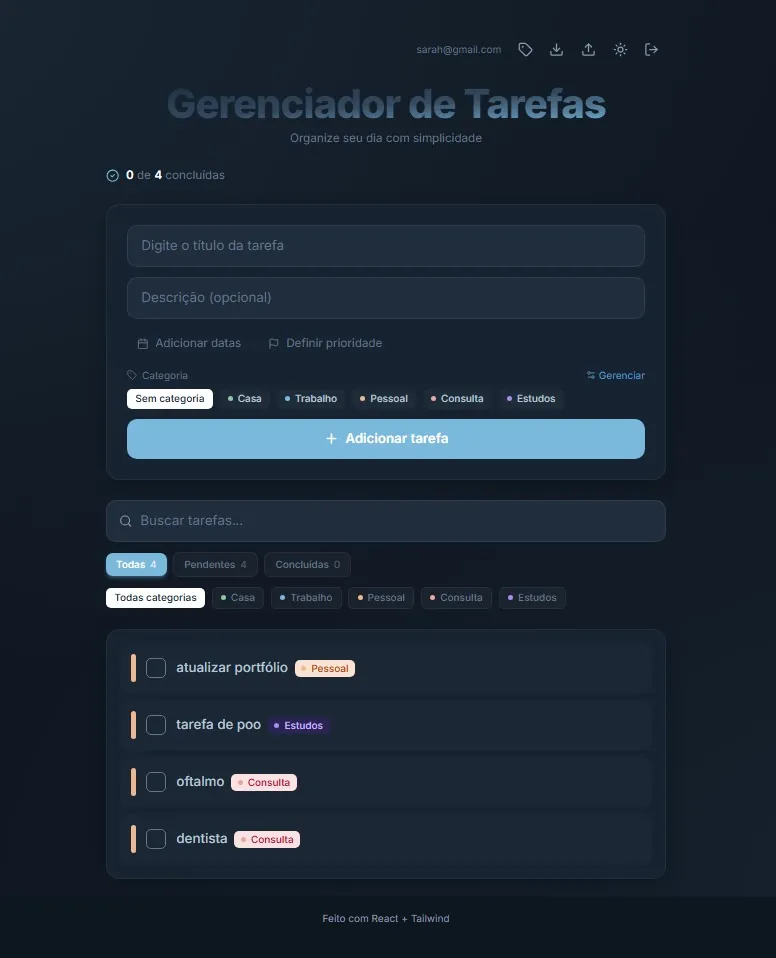 sarah@gmail.com
Gerenciador de Tarefas
Organize seu dia com simplicidade
0 de 4 concluídas
Digite o título da tarefa
Descrição (opcional)
Adicionar datas Definir prioridade
Categoria Gerenciar
Sem categoria Casa Trabalho Pessoal Consulta Estudos
+ Adicionar tarefa
Buscar tarefas...
Todas 4 Pendentes 4 Concluídas 0
Todas categorias Casa Trabalho Pessoal Consulta Estudos
atualizar portfólio Pessoal
tarefa de poo Estudos
oftalmo Consulta
dentista Consulta
Feito com React + Tailwind